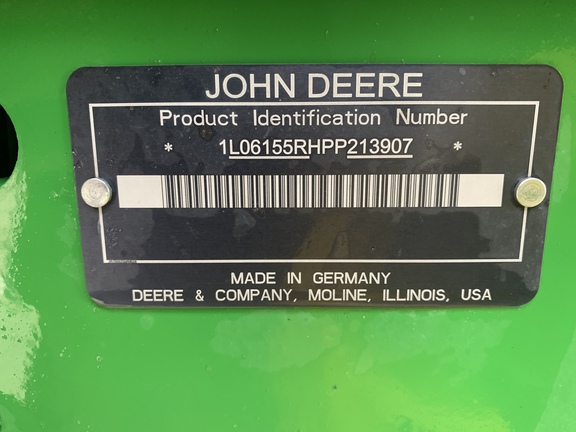 JOHN DEERE
Product Identification Number
* 1L06155RHPP213907 *
MADE IN GERMANY
DEERE & COMPANY, MOLINE, ILLINOIS, USA